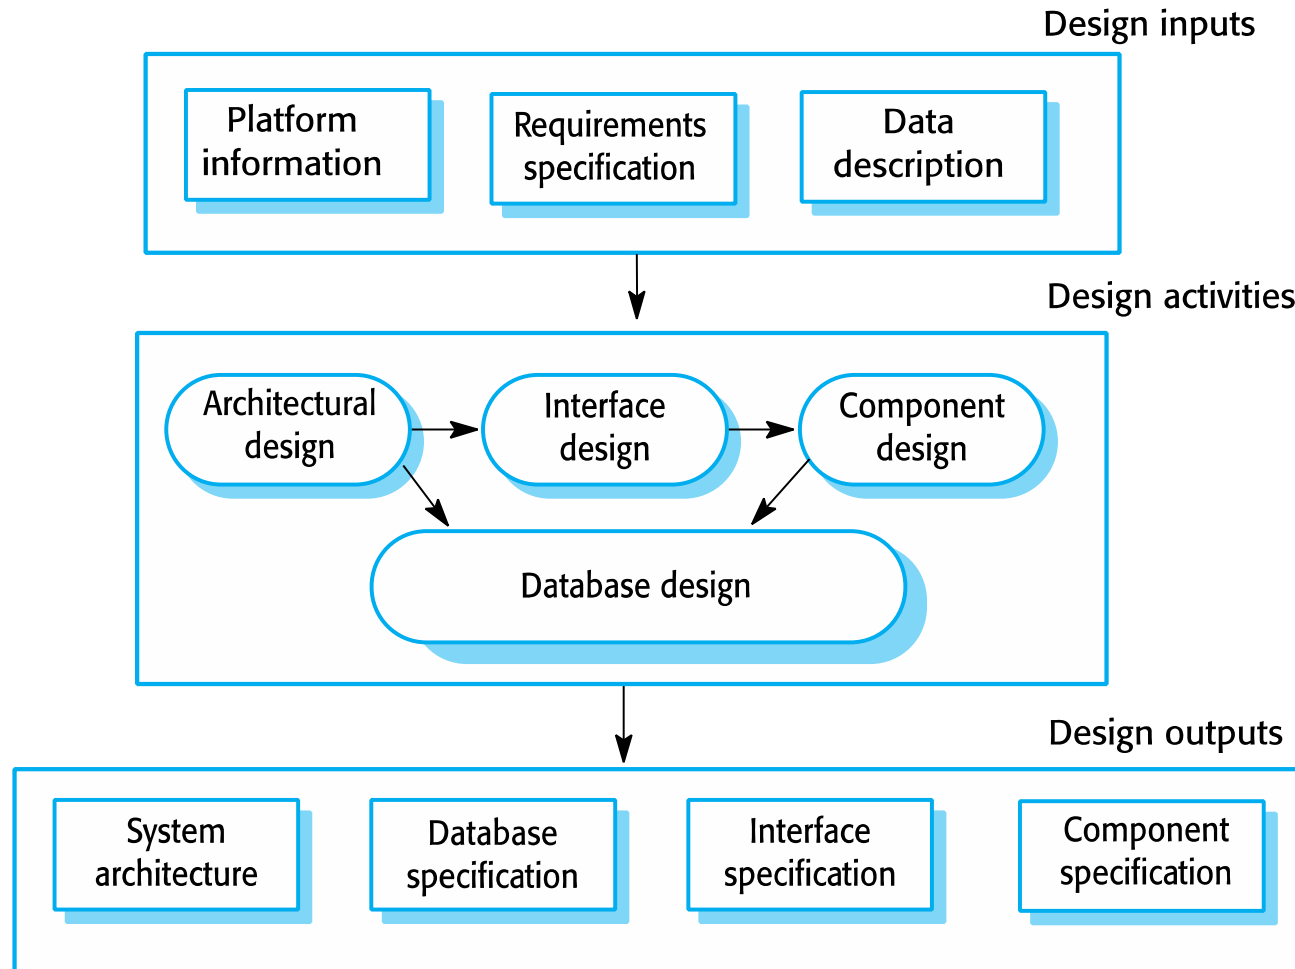 Design inputs
Platform
information
Requirements
specification
Data
description
Design activities
Architectural
design
Interface
design
Component
design
Database design
Design outputs
System
architecture
Database
specification
Interface
specification
Component
specification